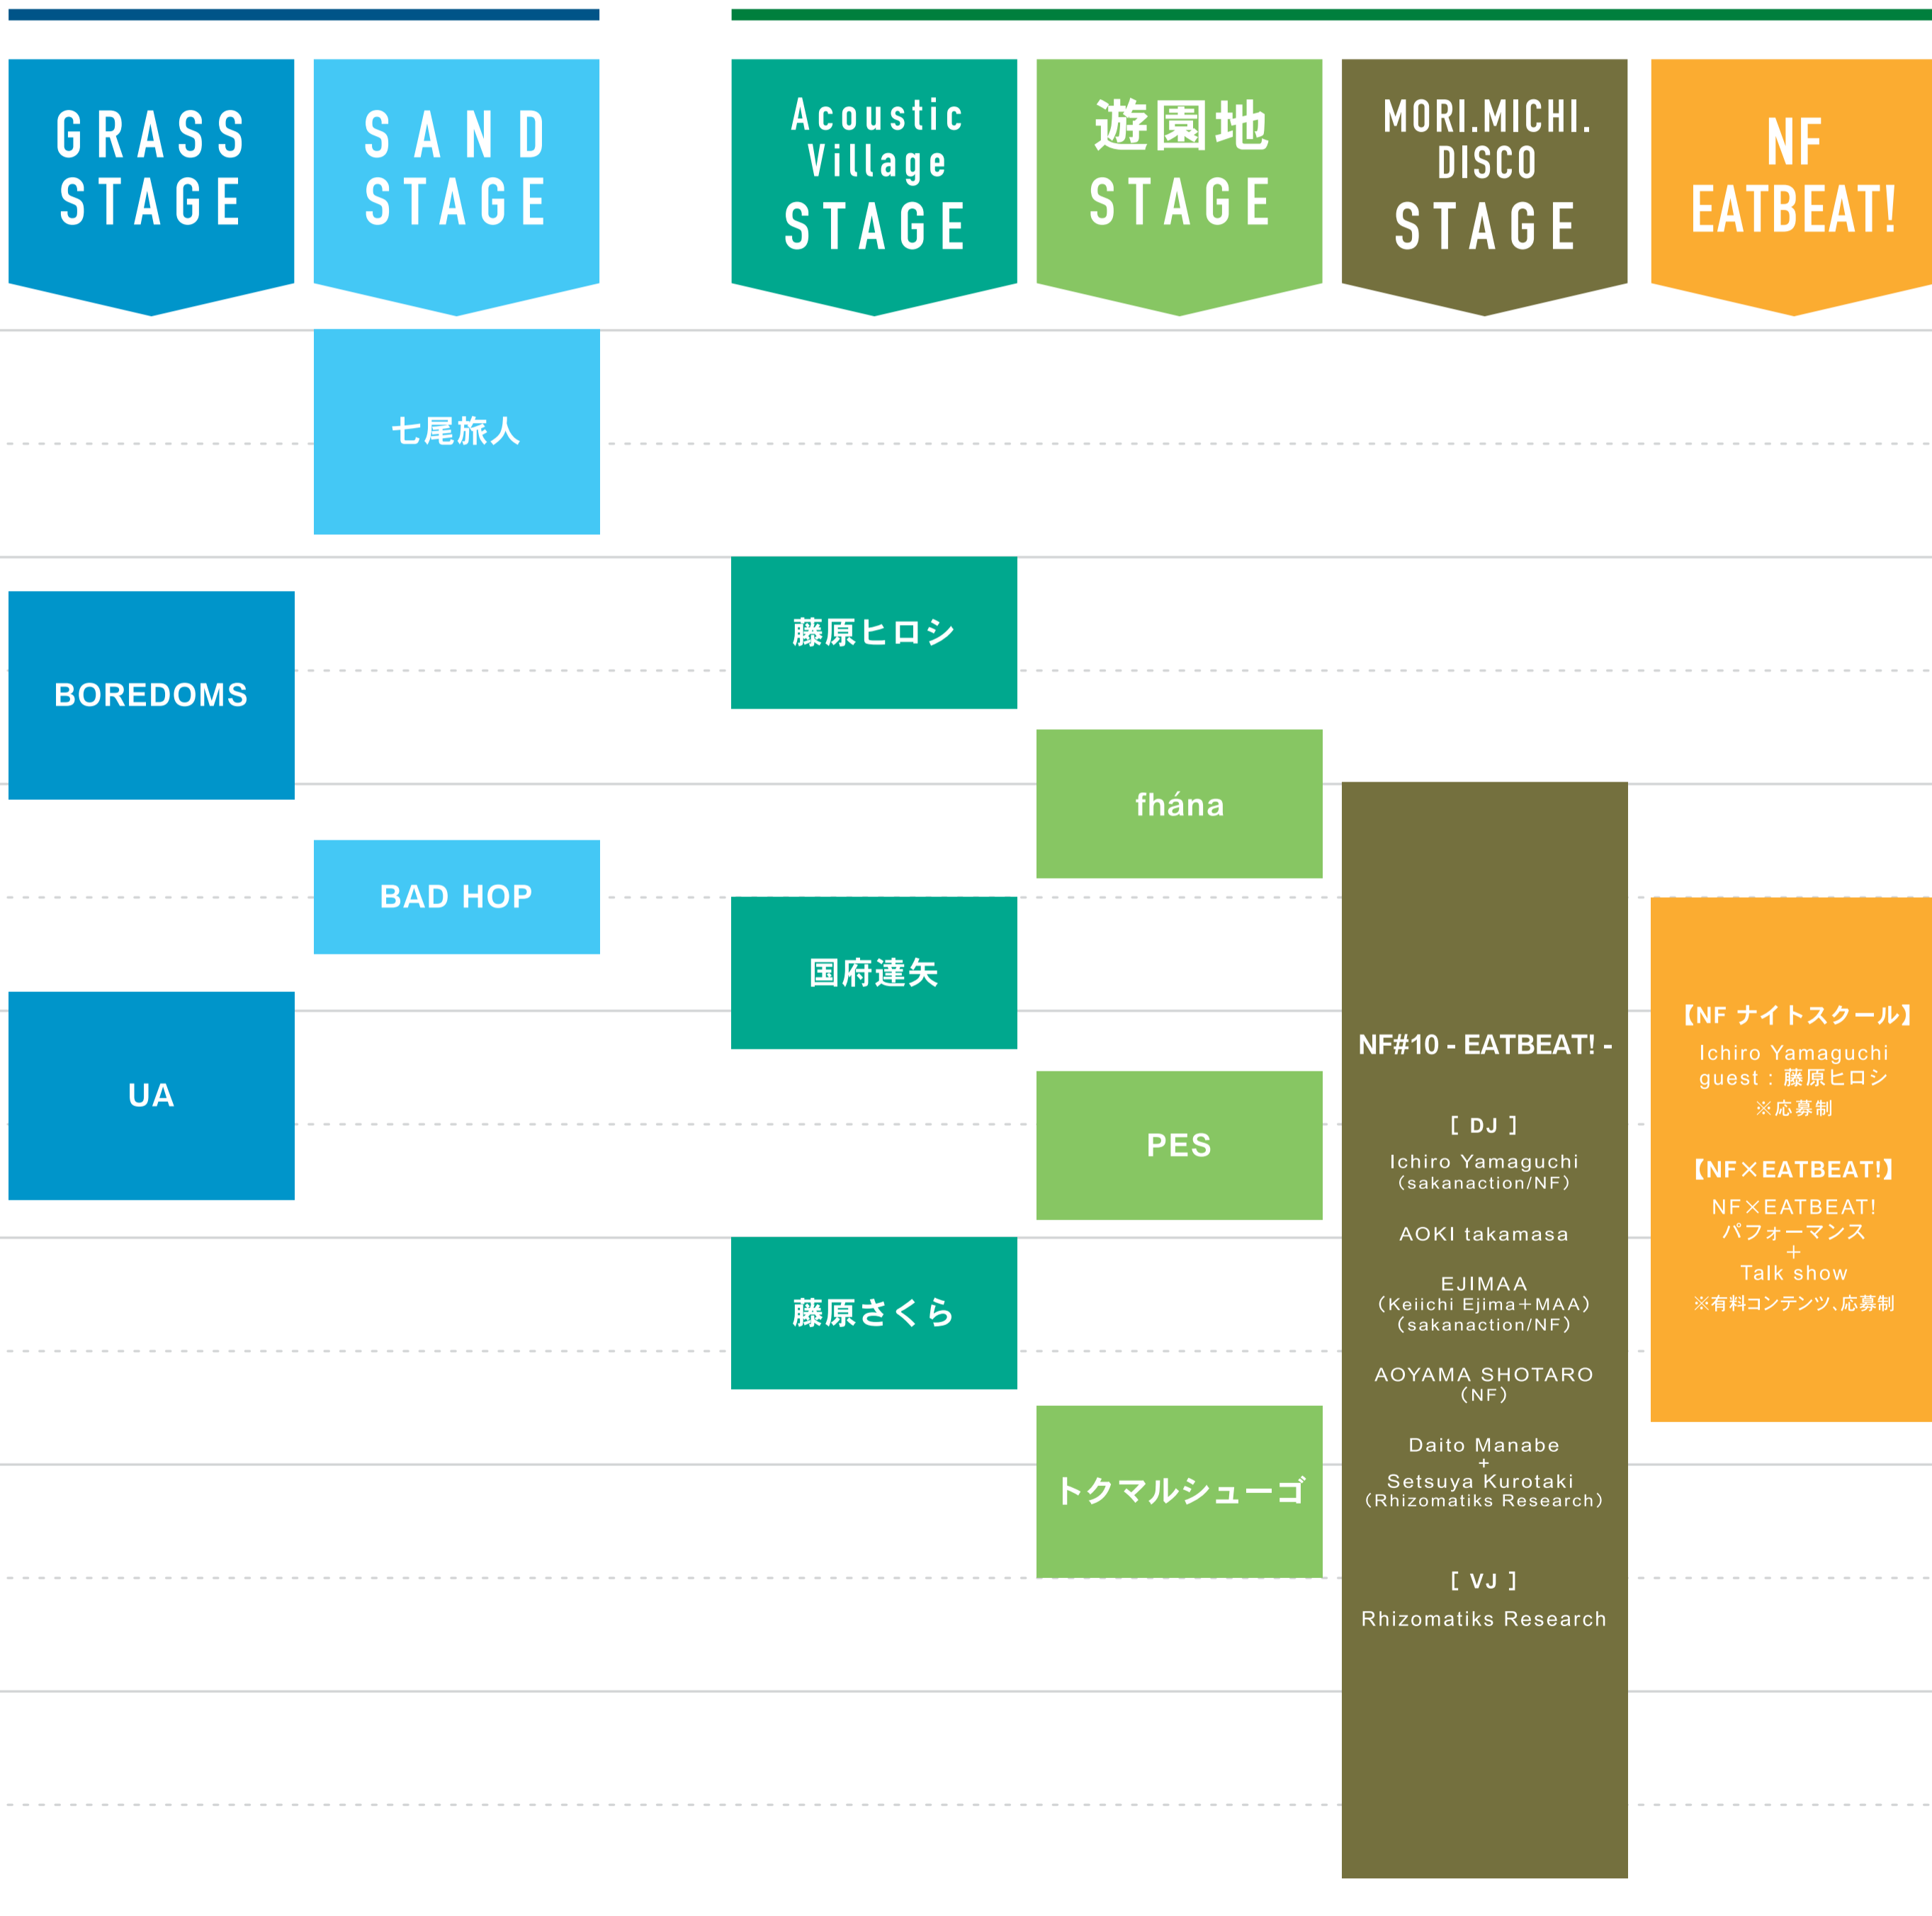 GRASS
STAGE
SAND
STAGE
Acoustic
Village
STAGE
遊園地
STAGE
MORI.MICHI.
DISCO
STAGE
NF
EATBEAT!
七尾旅人
BOREDOMS
BAD HOP
UA
藤原ヒロシ
国府達矢
藤原さくら
fhána
PES
トクマルシューゴ
NF#10 - EATBEAT! -
[ DJ ]
Ichiro Yamaguchi
(sakanaction/NF)
AOKI takamasa
EJIMAA
(Keiichi Ejima+MAA)
(sakanaction/NF)
AOYAMA SHOTARO
(NF)
Daito Manabe
+
Setsuya Kurotaki
(Rhizomatiks Research)
[ VJ ]
Rhizomatiks Research
【NF ナイトスクール】
Ichiro Yamaguchi
guest : 藤原ヒロシ
※応募制
【NF×EATBEAT!】
NF×EATBEAT!
パフォーマンス
+
Talk show
※有料コンテンツ、応募制